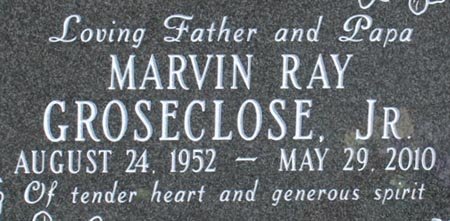 Loving Father and Papa
MARVIN RAY
GROSECLOSE, JR.
AUGUST 24, 1952 — MAY 29, 2010
Of tender heart and generous spirit